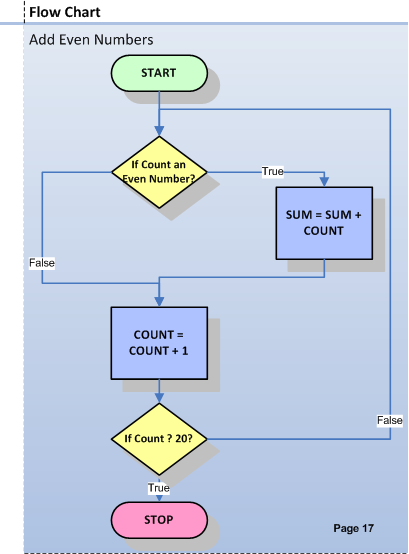 Flow Chart
Add Even Numbers
START
If Count an
Even Number?
True
SUM = SUM +
COUNT
False
COUNT =
COUNT + 1
False
If Count ? 20?
True
STOP
Page 17